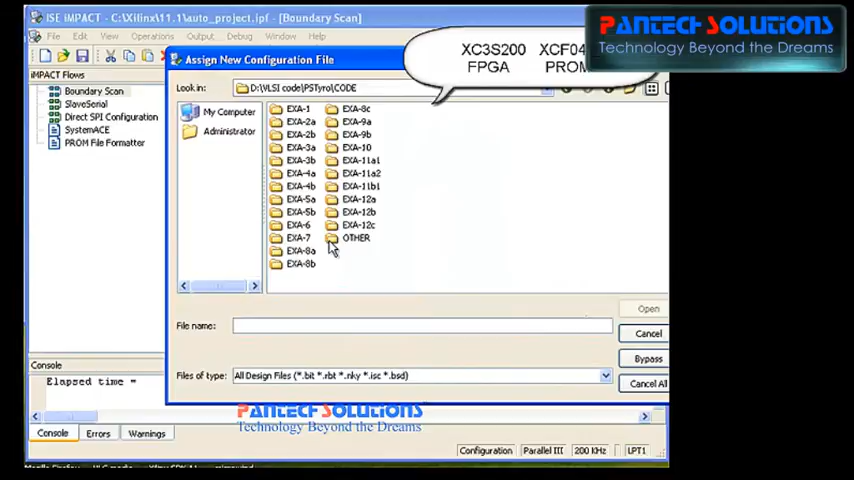 ISE iMPACT - C:\Xilinx\11.1\auto_project.ipf - [Boundary Scan]
File Edit View Operations Output Debug Window Help
PANTECH SOLUTIONS
Technology Beyond the Dreams
XC3S200 XCF04
FPGA PROM
iMPACT Flows
Boundary Scan
SlaveSerial
Direct SPI Configuration
SystemACE
PROM File Formatter
Assign New Configuration File
Look in: D:\VLSI code\PSTyro\CODE
My Computer
Administrator
EXA-1
EXA-2a
EXA-2b
EXA-3a
EXA-3b
EXA-4a
EXA-4b
EXA-5a
EXA-5b
EXA-6
EXA-7
EXA-8a
EXA-8b
EXA-8c
EXA-9a
EXA-9b
EXA-10
EXA-11a1
EXA-11a2
EXA-11b1
EXA-12a
EXA-12b
EXA-12c
OTHER
File name:
Open
Cancel
Bypass
Files of type: All Design Files (*.bit *.rbt *.nky *.isc *.bsd)
Cancel All
Console
Elapsed time =
PANTECH SOLUTIONS
Technology Beyond the Dreams
Console Errors Warnings
Configuration Parallel III 200 KHz LPT1